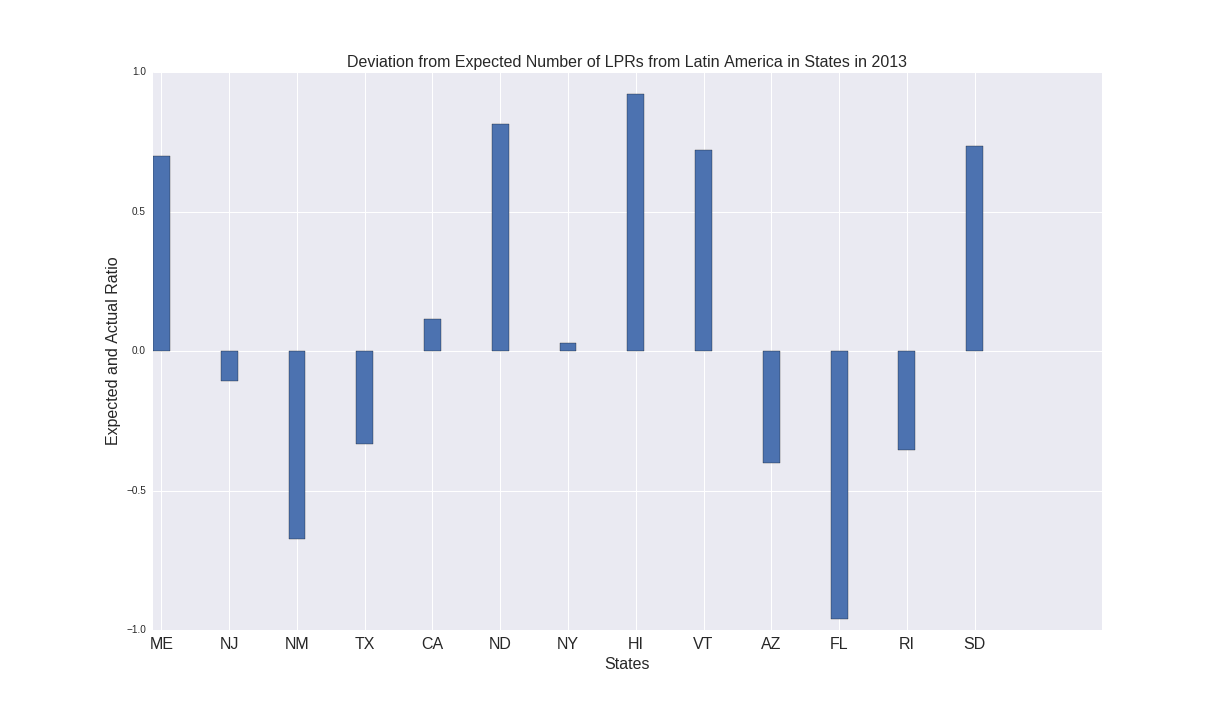 Deviation from Expected Number of LPRs from Latin America in States in 2013
1.0
0.5
0.0
−0.5
−1.0
Expected and Actual Ratio
ME NJ NM TX CA ND NY HI VT AZ FL RI SD
States